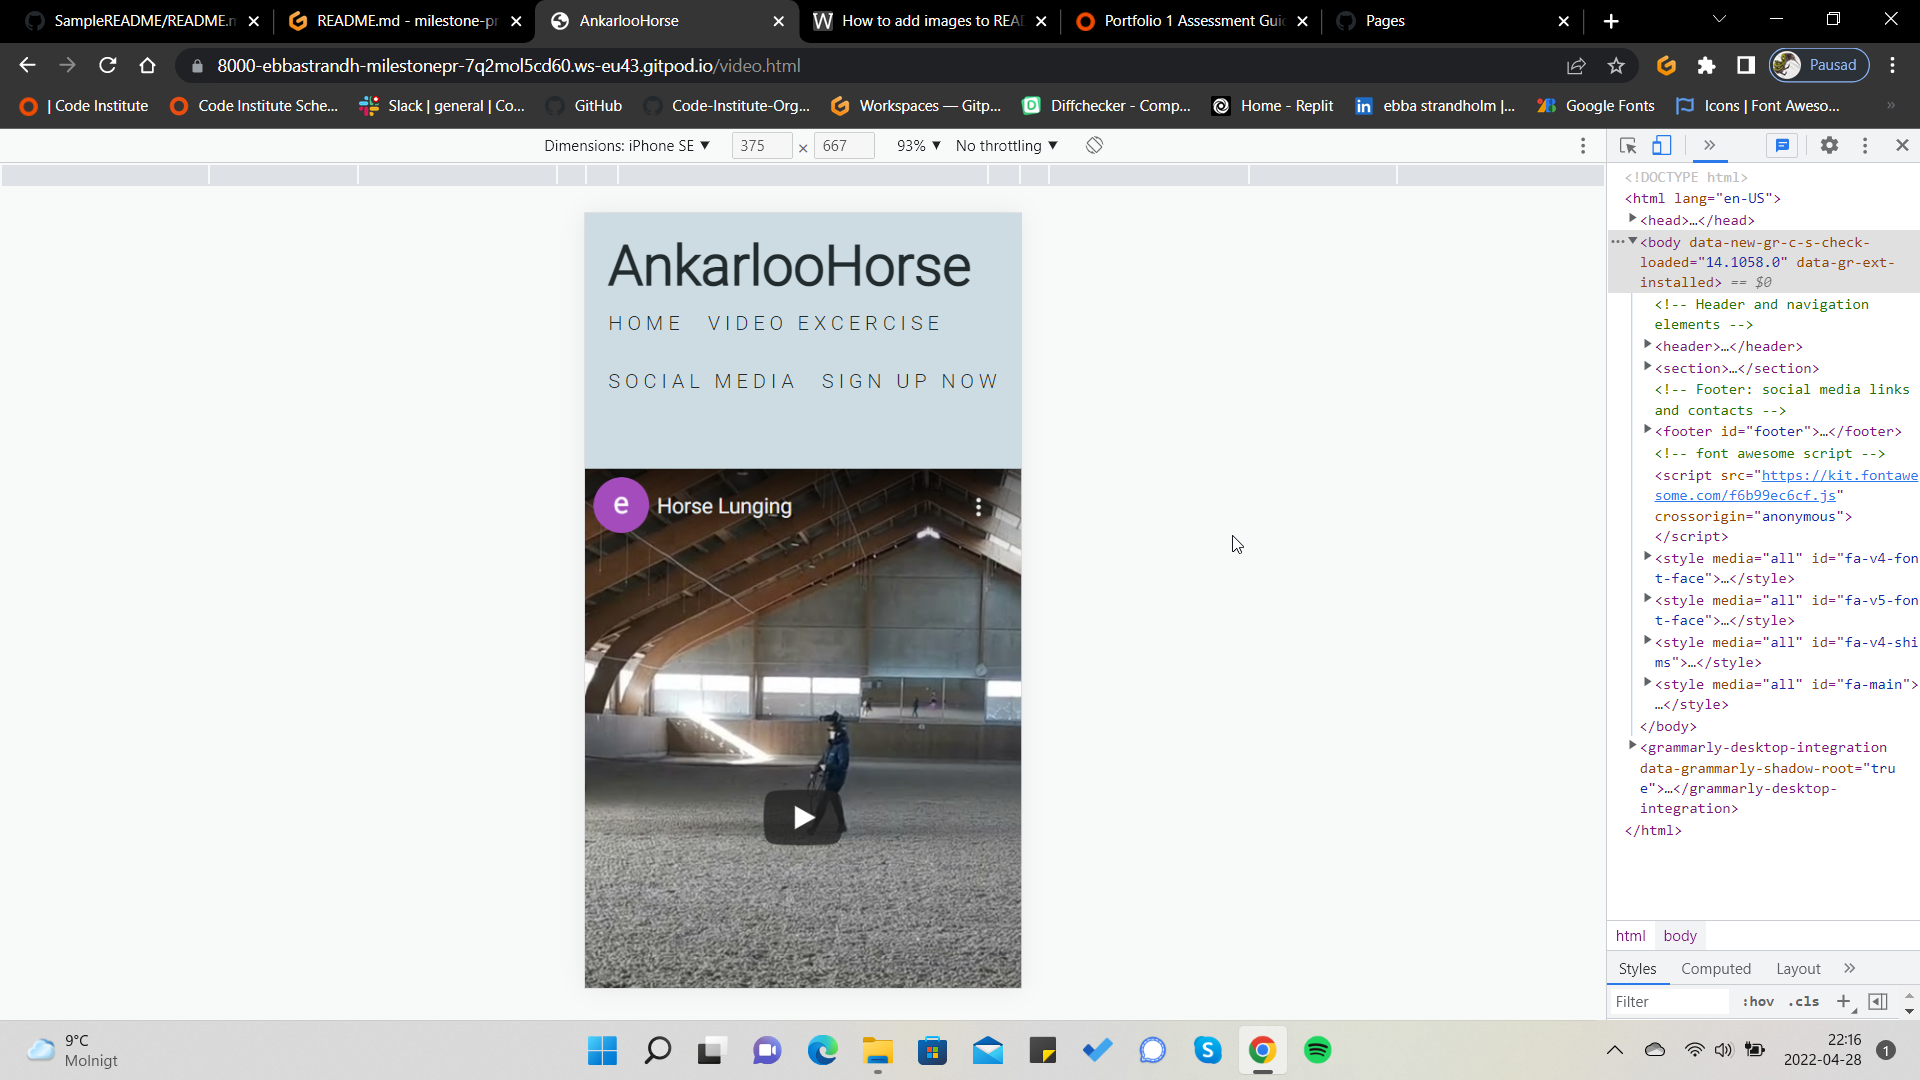 SampleREADME/README.m
README.md - milestone-pr
AnkarlooHorse
How to add images to READ
Portfolio 1 Assessment Gui
Pages
8000-ebbastrandh-milestonepr-7q2mol5cd60.ws-eu43.gitpod.io/video.html
Pausad
| Code Institute
Code Institute Sche...
Slack | general | Co...
GitHub
Code-Institute-Org...
Workspaces — Gitp...
Diffchecker - Comp...
Home - Replit
ebba strandholm |...
Google Fonts
Icons | Font Aweso...
Dimensions: iPhone SE
375
×
667
93%
No throttling
AnkarlooHorse
HOME VIDEO EXCERCISE
SOCIAL MEDIA SIGN UP NOW
e
Horse Lunging
<!DOCTYPE html>
<html lang="en-US">
<head>…</head>
<body data-new-gr-c-s-check-
loaded="14.1058.0" data-gr-ext-
installed> == $0
<!-- Header and navigation
elements -->
<header>…</header>
<section>…</section>
<!-- Footer: social media links
and contacts -->
<footer id="footer">…</footer>
<!-- font awesome script -->
<script src="https://kit.fontawe
some.com/f6b99ec6cf.js"
crossorigin="anonymous">
</script>
<style media="all" id="fa-v4-fon
t-face">…</style>
<style media="all" id="fa-v5-fon
t-face">…</style>
<style media="all" id="fa-v4-shi
ms">…</style>
<style media="all" id="fa-main">
…</style>
</body>
<grammarly-desktop-integration
data-grammarly-shadow-root="tru
e">…</grammarly-desktop-
integration>
</html>
html
body
Styles
Computed
Layout
Filter
:hov
.cls
9°C
Molnigt
22:16
2022-04-28
1